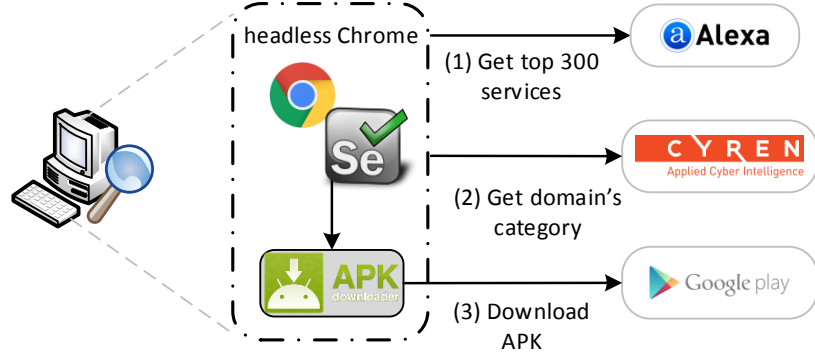 headless Chrome
Se
APK
downloader
(1) Get top 300
services
a Alexa
(2) Get domain's
category
CYREN
Applied Cyber Intelligence
(3) Download
APK
Google play